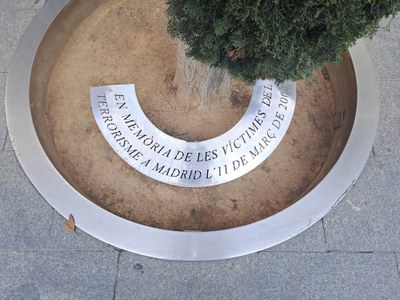 EN MEMÒRIA DE LES VÍCTIMES DEL
TERRORISME A MADRID L'11 DE MARÇ DE